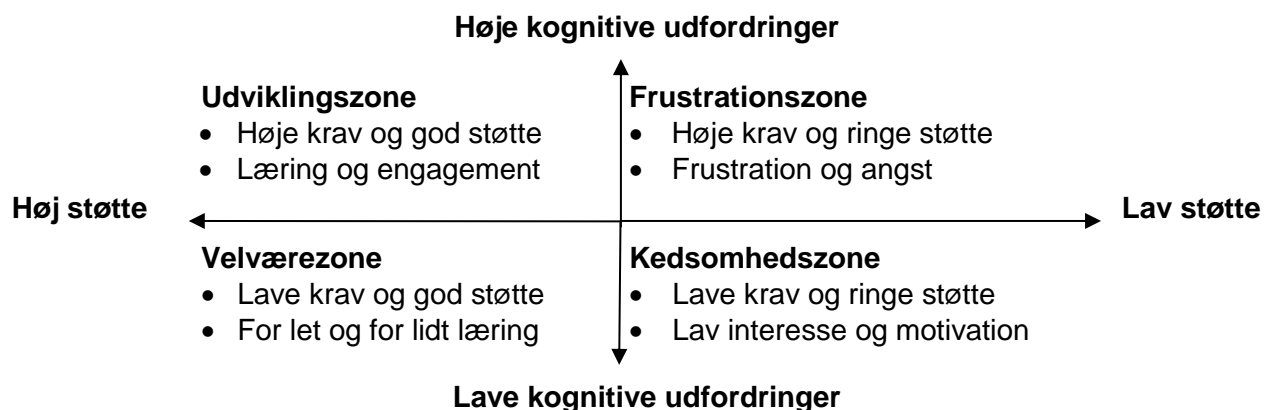 Høje kognitive udfordringer
Udviklingszone
• Høje krav og god støtte
• Læring og engagement
Frustrationszone
• Høje krav og ringe støtte
• Frustration og angst
Høj støtte
Lav støtte
Velværezone
• Lave krav og god støtte
• For let og for lidt læring
Kedsomhedszone
• Lave krav og ringe støtte
• Lav interesse og motivation
Lave kognitive udfordringer